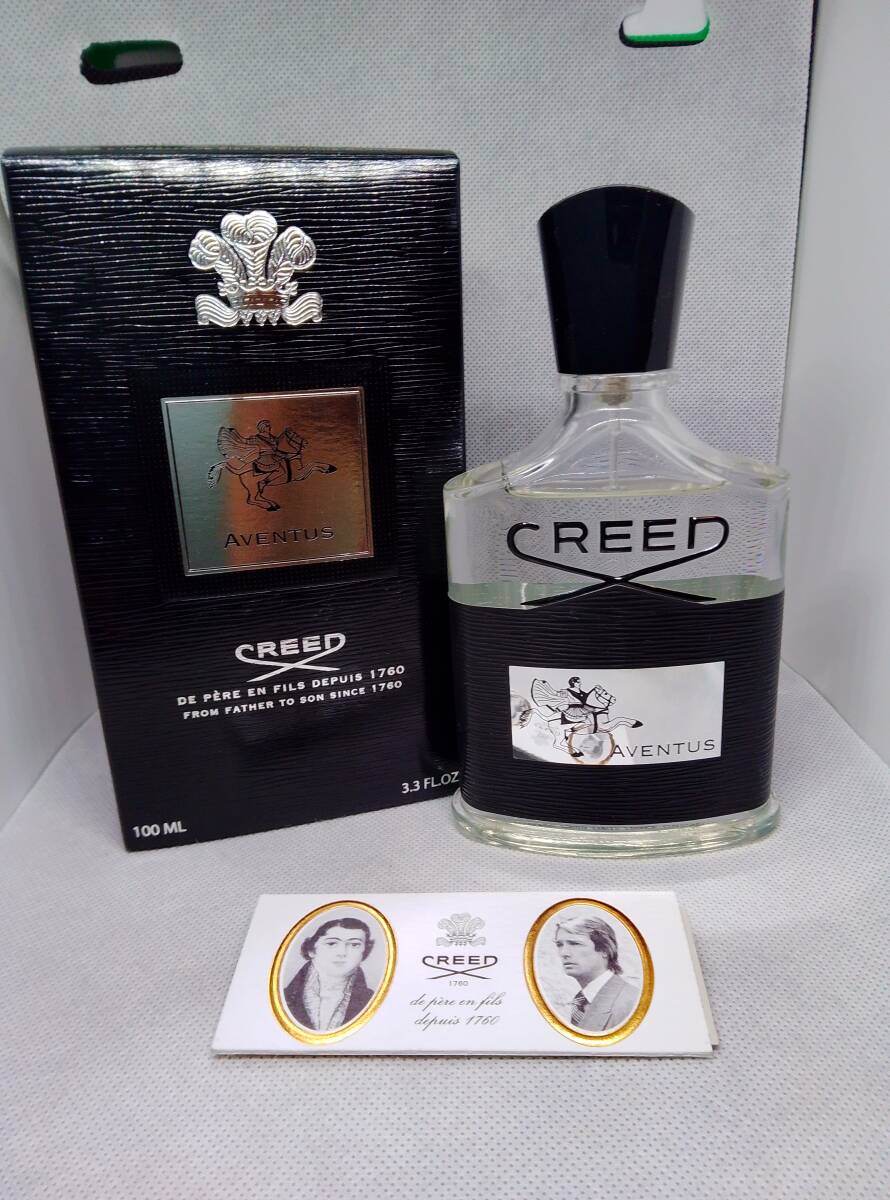 AVENTUS
CREED
DE PÈRE EN FILS DEPUIS 1760
FROM FATHER TO SON SINCE 1760
100 ML
3.3 FL.OZ
CREED
AVENTUS
CREED
1760
de père en fils
depuis 1760